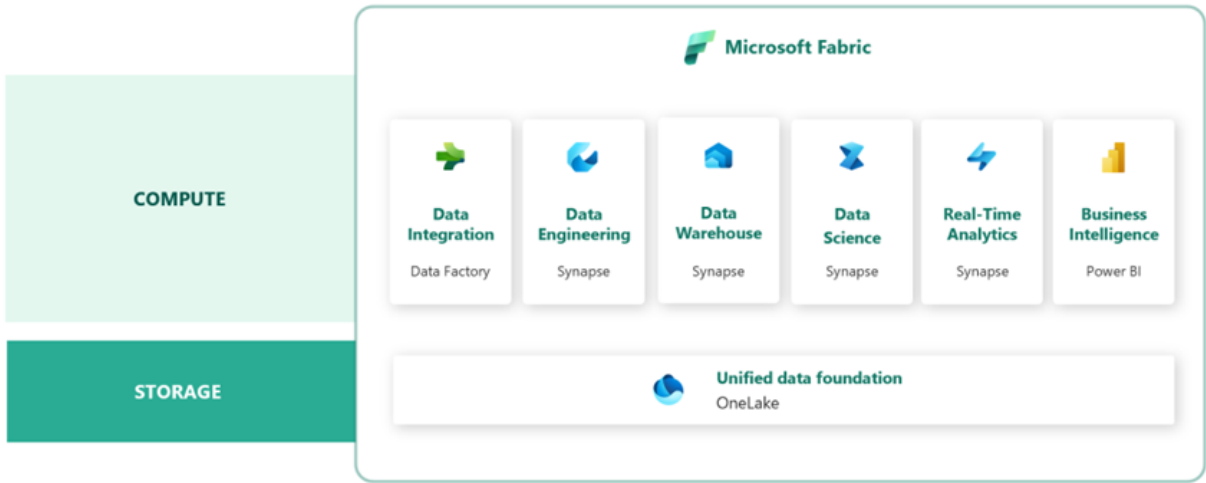 Microsoft Fabric
COMPUTE
Data
Integration
Data Factory
Data
Engineering
Synapse
Data
Warehouse
Synapse
Data
Science
Synapse
Real-Time
Analytics
Synapse
Business
Intelligence
Power BI
STORAGE
Unified data foundation
OneLake